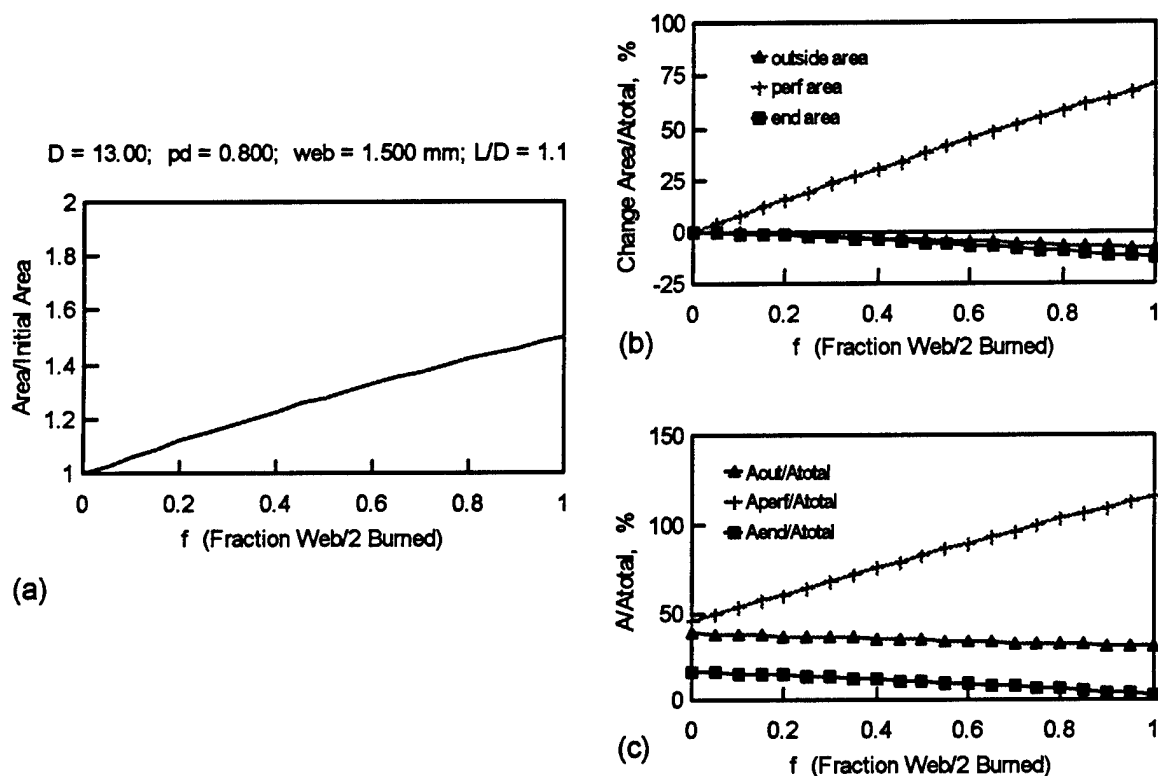 D = 13.00; pd = 0.800; web = 1.500 mm; L/D = 1.1
Area/Initial Area
2
1.8
1.6
1.4
1.2
1
0
0.2
0.4
0.6
0.8
1
f (Fraction Web/2 Burned)
(a)
Change Area/Atotal, %
100
75
50
25
0
-25
outside area
perf area
end area
0
0.2
0.4
0.6
0.8
1
f (Fraction Web/2 Burned)
(b)
A/Atotal, %
150
100
50
0
Aout/Atotal
Aperf/Atotal
Aend/Atotal
0
0.2
0.4
0.6
0.8
1
f (Fraction Web/2 Burned)
(c)